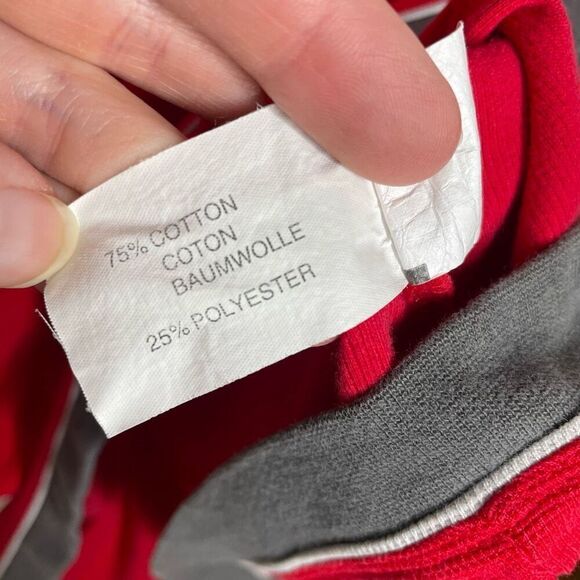 75% COTTON
COTON
BAUMWOLLE
25% POLYESTER